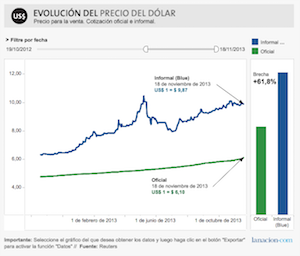 US$
EVOLUCIÓN DEL PRECIO DEL DÓLAR
Precio para la venta. Cotización oficial e informal.
> Filtre por fecha
19/10/2012
18/11/2013
Informal ...
Oficial
12,00
10,00
8,00
6,00
4,00
Informal (Blue)
18 de noviembre de 2013
US$ 1 = $ 9,87
Oficial
18 de noviembre de 2013
US$ 1 = $ 6,10
Brecha
+61,8%
1 de febrero de 2013
1 de junio de 2013
1 de octubre de 2013
Oficial
Informal (Blue)
Importante: Seleccione el gráfico del que desea obtener los datos y luego haga clic en el botón "Exportar"
para activar la función "Datos" // Fuente: Reuters
lanacion.com